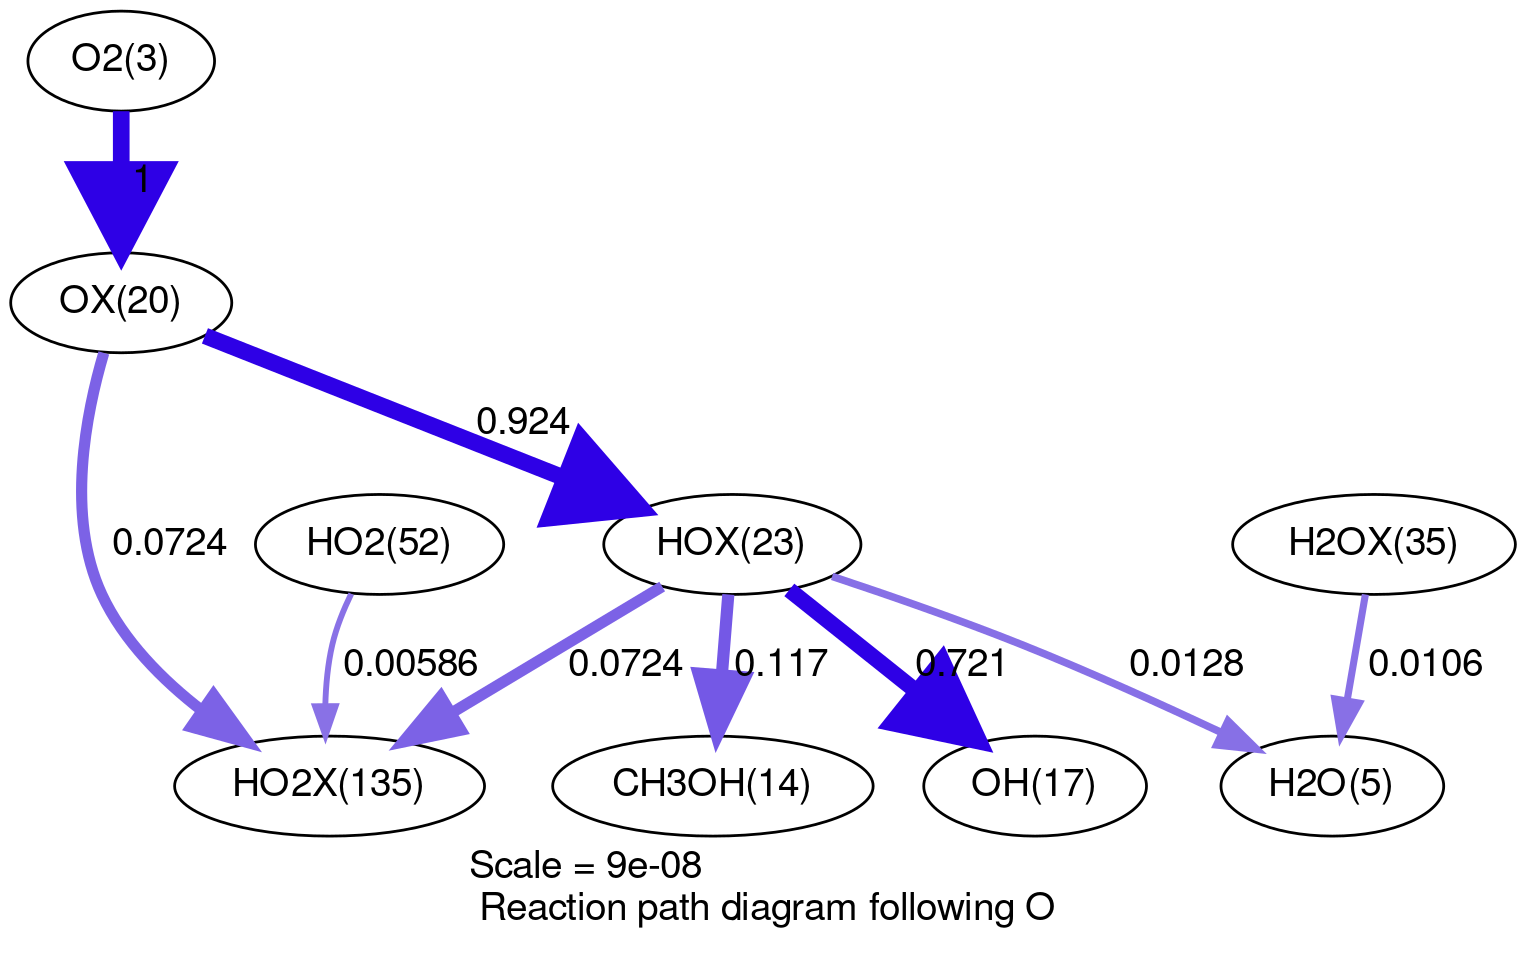 O2(3)
1
OX(20)
0.924
0.0724
HO2(52)
HOX(23)
H2OX(35)
0.00586
0.0724
0.117
0.721
0.0128
0.0106
HO2X(135)
CH3OH(14)
OH(17)
H2O(5)
Scale = 9e-08
Reaction path diagram following O